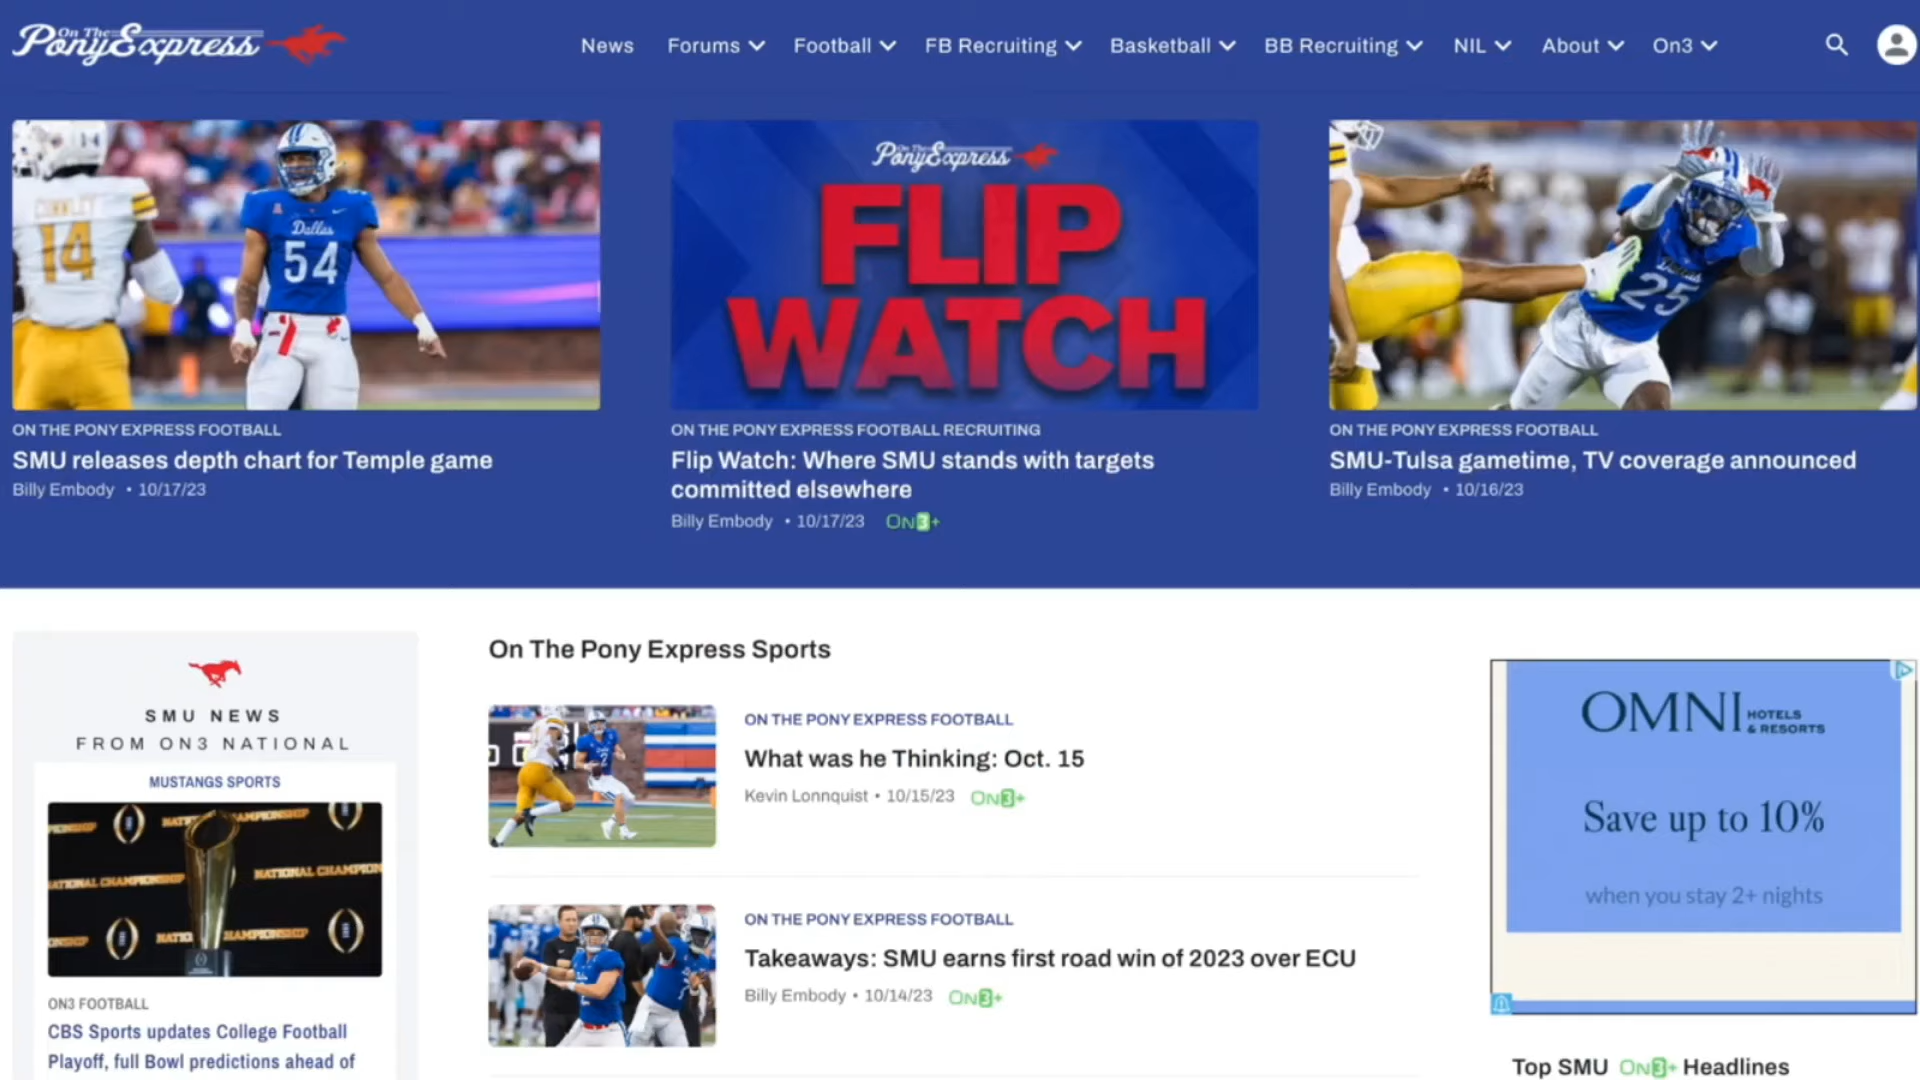 On The
PonyExpress
News
Forums
Football
FB Recruiting
Basketball
BB Recruiting
NIL
About
On3
14
Dallas
54
ON THE PONY EXPRESS FOOTBALL
SMU releases depth chart for Temple game
Billy Embody • 10/17/23
On The
PonyExpress
FLIP
WATCH
ON THE PONY EXPRESS FOOTBALL RECRUITING
Flip Watch: Where SMU stands with targets
committed elsewhere
Billy Embody • 10/17/23 ON3+
Dallas
25
ON THE PONY EXPRESS FOOTBALL
SMU-Tulsa gametime, TV coverage announced
Billy Embody • 10/16/23
SMU NEWS
FROM ON3 NATIONAL
MUSTANGS SPORTS
NATIONAL CHAMPIONSHIP
ON3 FOOTBALL
CBS Sports updates College Football
Playoff, full Bowl predictions ahead of
On The Pony Express Sports
ON THE PONY EXPRESS FOOTBALL
What was he Thinking: Oct. 15
Kevin Lonnquist • 10/15/23 ON3+
ON THE PONY EXPRESS FOOTBALL
Takeaways: SMU earns first road win of 2023 over ECU
Billy Embody • 10/14/23 ON3+
OMNI HOTELS
& RESORTS
Save up to 10%
when you stay 2+ nights
Top SMU ON3+ Headlines